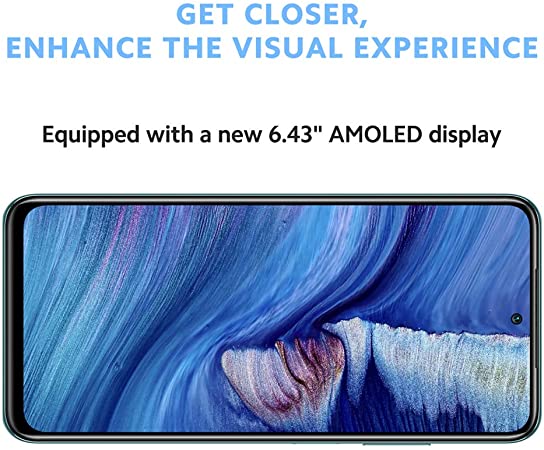 GET CLOSER,
ENHANCE THE VISUAL EXPERIENCE
Equipped with a new 6.43" AMOLED display